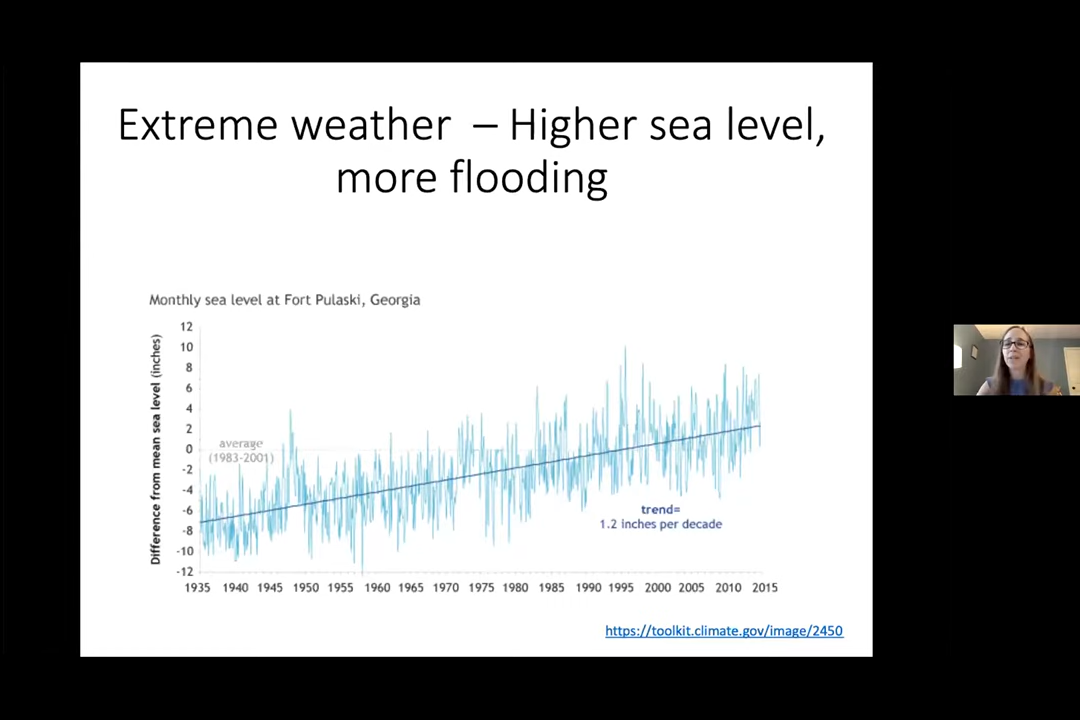 Extreme weather – Higher sea level,
more flooding
Monthly sea level at Fort Pulaski, Georgia
Difference from mean sea level (inches)
12
10
8
6
4
2
0
-2
-4
-6
-8
-10
-12
average
(1983-2001)
trend=
1.2 inches per decade
1935 1940 1945 1950 1955 1960 1965 1970 1975 1980 1985 1990 1995 2000 2005 2010 2015
https://toolkit.climate.gov/image/2450